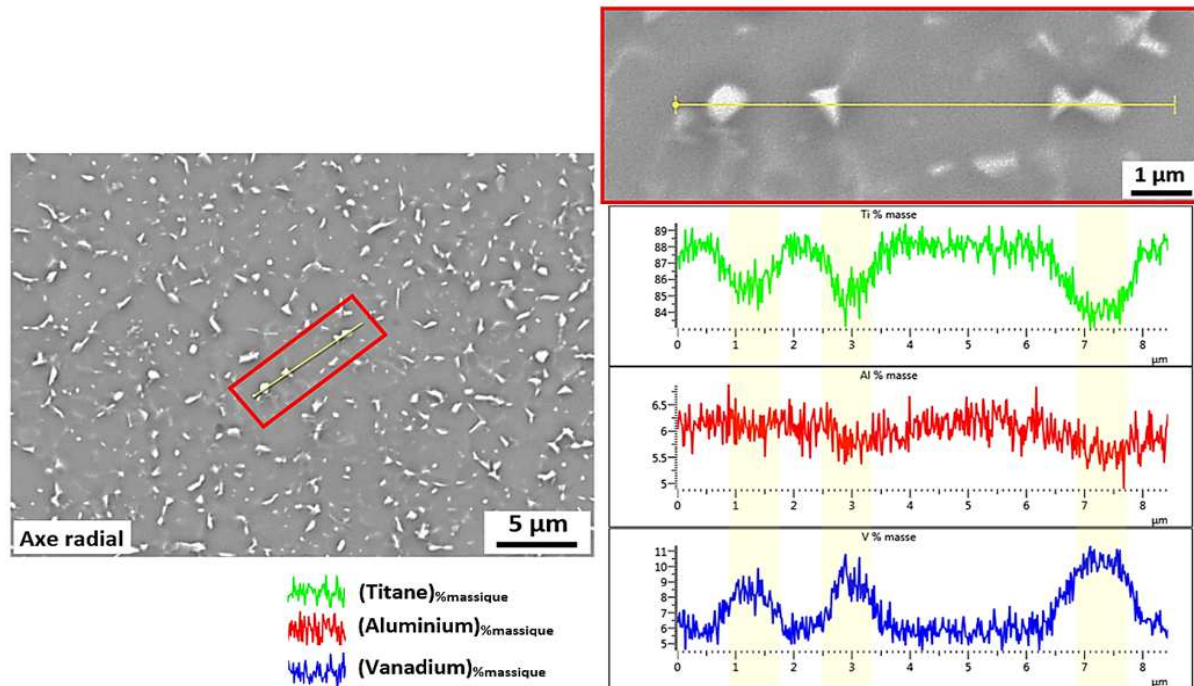 1 µm
Axe radial
5 µm
(Titane)%massique
(Aluminium)%massique
(Vanadium)%massique
Ti % masse
89
88
87
86
85
84
0 1 2 3 4 5 6 7 8
µm
Al % masse
6.5
6
5.5
5
0 1 2 3 4 5 6 7 8
µm
V % masse
11
10
9
8
7
6
5
0 1 2 3 4 5 6 7 8
µm